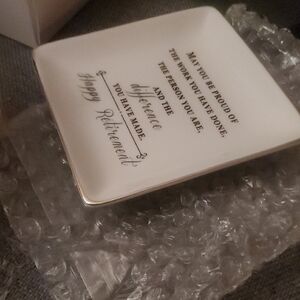 MAY YOU BE PROUD OF
THE WORK YOU HAVE DONE,
THE PERSON YOU ARE,
AND THE
difference
YOU HAVE MADE.
Happy Retirement